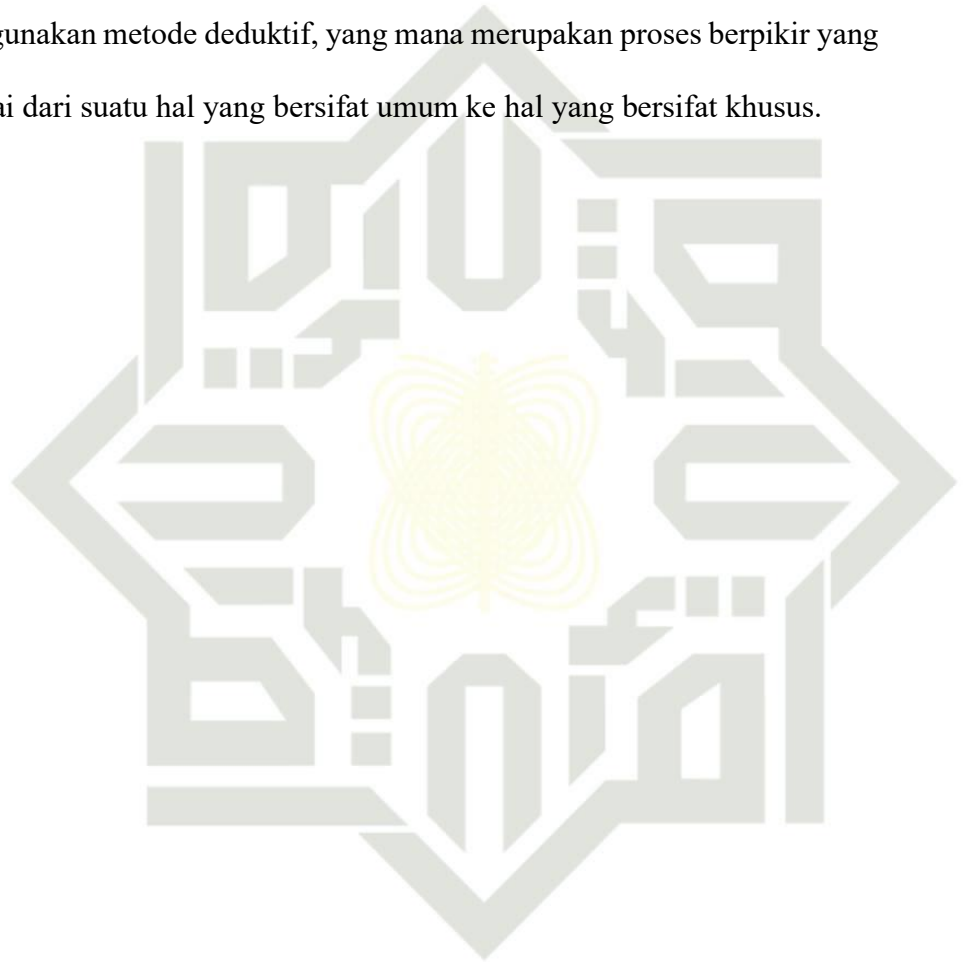 gunakan metode deduktif, yang mana merupakan proses berpikir yang
ai dari suatu hal yang bersifat umum ke hal yang bersifat khusus.